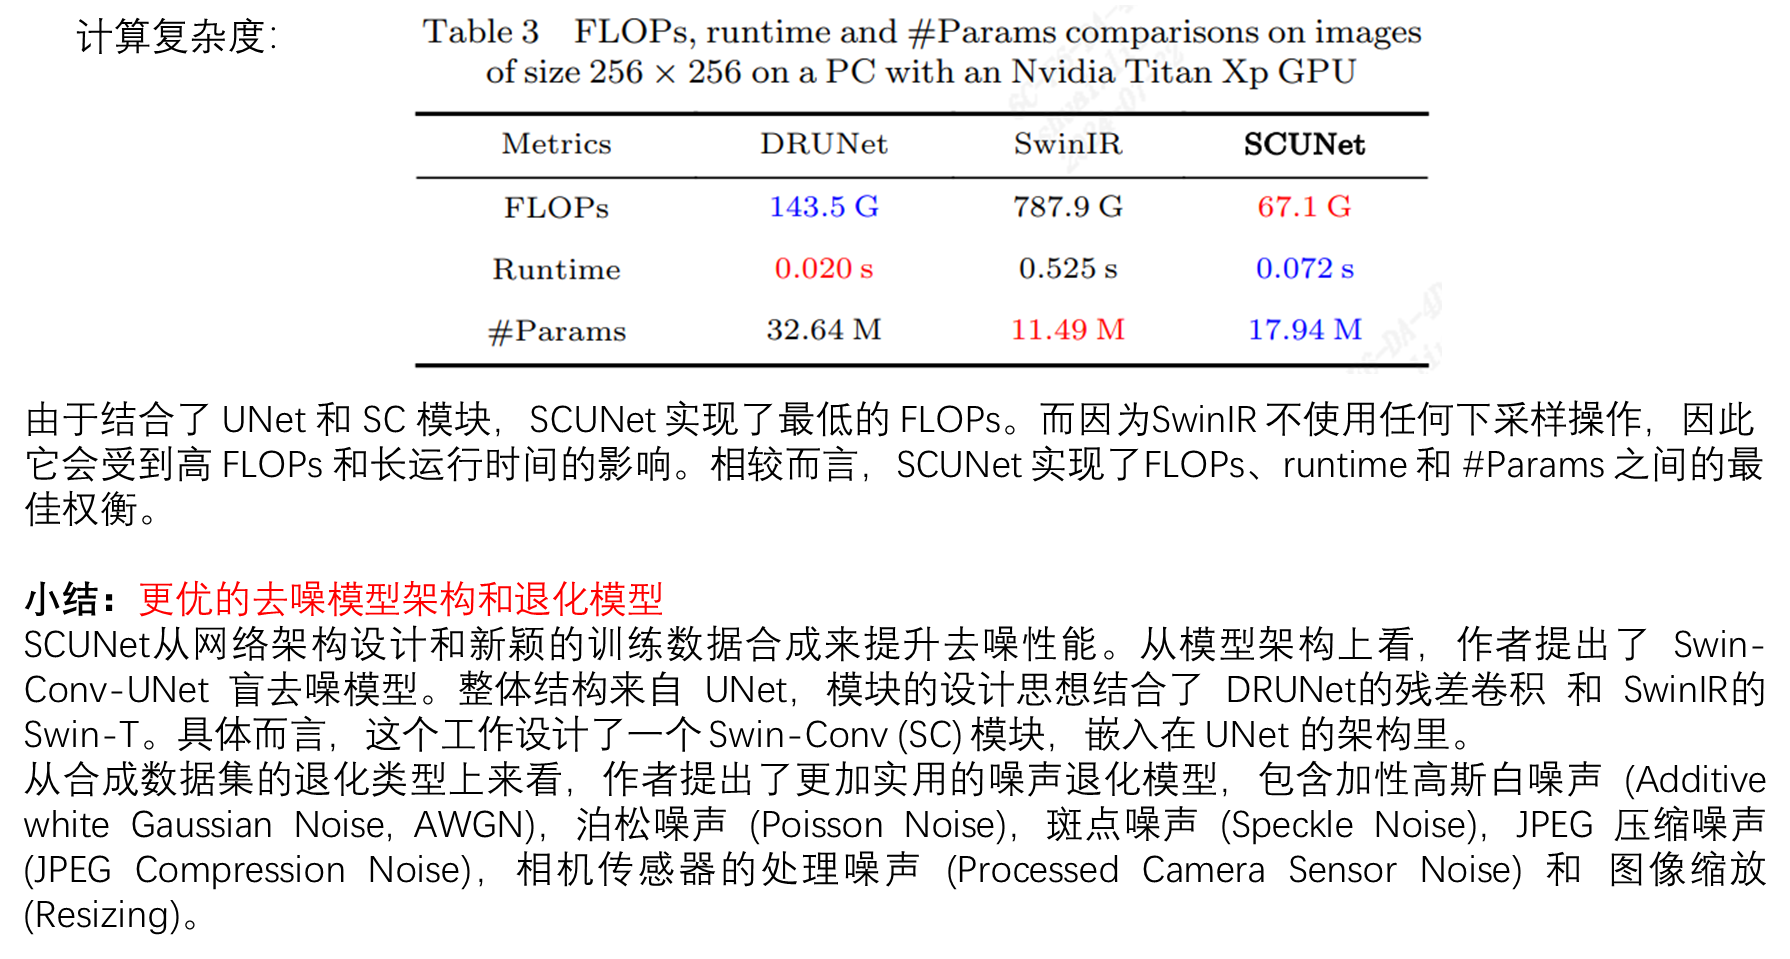 计算复杂度：
Table 3 FLOPs, runtime and #Params comparisons on images
of size 256 × 256 on a PC with an Nvidia Titan Xp GPU
Metrics DRUNet SwinIR SCUNet
FLOPs 143.5 G 787.9 G 67.1 G
Runtime 0.020 s 0.525 s 0.072 s
#Params 32.64 M 11.49 M 17.94 M
由于结合了 UNet 和 SC 模块，SCUNet 实现了最低的 FLOPs。而因为SwinIR 不使用任何下采样操作，因此
它会受到高 FLOPs 和长运行时间的影响。相较而言，SCUNet 实现了FLOPs、runtime 和 #Params 之间的最
佳权衡。
小结：更优的去噪模型架构和退化模型
SCUNet从网络架构设计和新颖的训练数据合成来提升去噪性能。从模型架构上看，作者提出了 Swin-
Conv-UNet 盲去噪模型。整体结构来自 UNet，模块的设计思想结合了 DRUNet的残差卷积 和 SwinIR的
Swin-T。具体而言，这个工作设计了一个 Swin-Conv (SC) 模块，嵌入在 UNet 的架构里。
从合成数据集的退化类型上来看，作者提出了更加实用的噪声退化模型，包含加性高斯白噪声 (Additive
white Gaussian Noise, AWGN)，泊松噪声 (Poisson Noise)，斑点噪声 (Speckle Noise)，JPEG 压缩噪声
(JPEG Compression Noise)，相机传感器的处理噪声 (Processed Camera Sensor Noise) 和 图像缩放
(Resizing)。